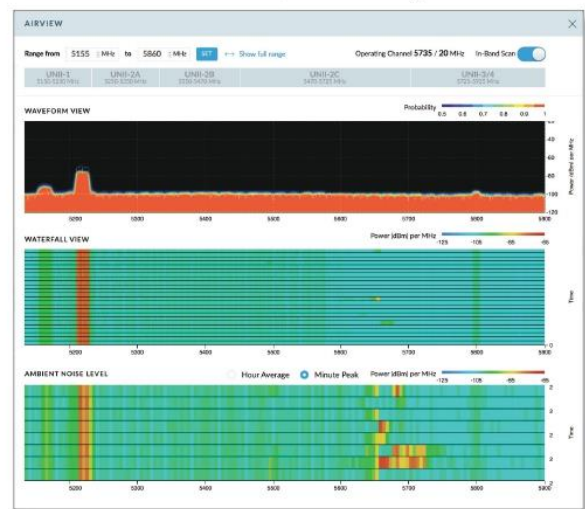 AIRVIEW
Range from 5155 MHz to 5860 MHz SET Show full range Operating Channel 5735 / 20 MHz In-Band Scan
UNII-1 UNII-2A UNII-2B UNII-2C UNII-3/4
WAVEFORM VIEW
Probability 0.5 0.6 0.7 0.8 0.9 1
-40
-60
-80
-100
-120
Power (dBm) per MHz
5200 5300 5400 5500 5600 5700 5800 5900
WATERFALL VIEW
Power (dBm) per MHz -125 -105 -85 -65
Time
0
5200 5300 5400 5500 5600 5700 5800 5900
AMBIENT NOISE LEVEL
Hour Average Minute Peak Power (dBm) per MHz -125 -105 -85 -65
Time
5200 5300 5400 5500 5600 5700 5800 5900